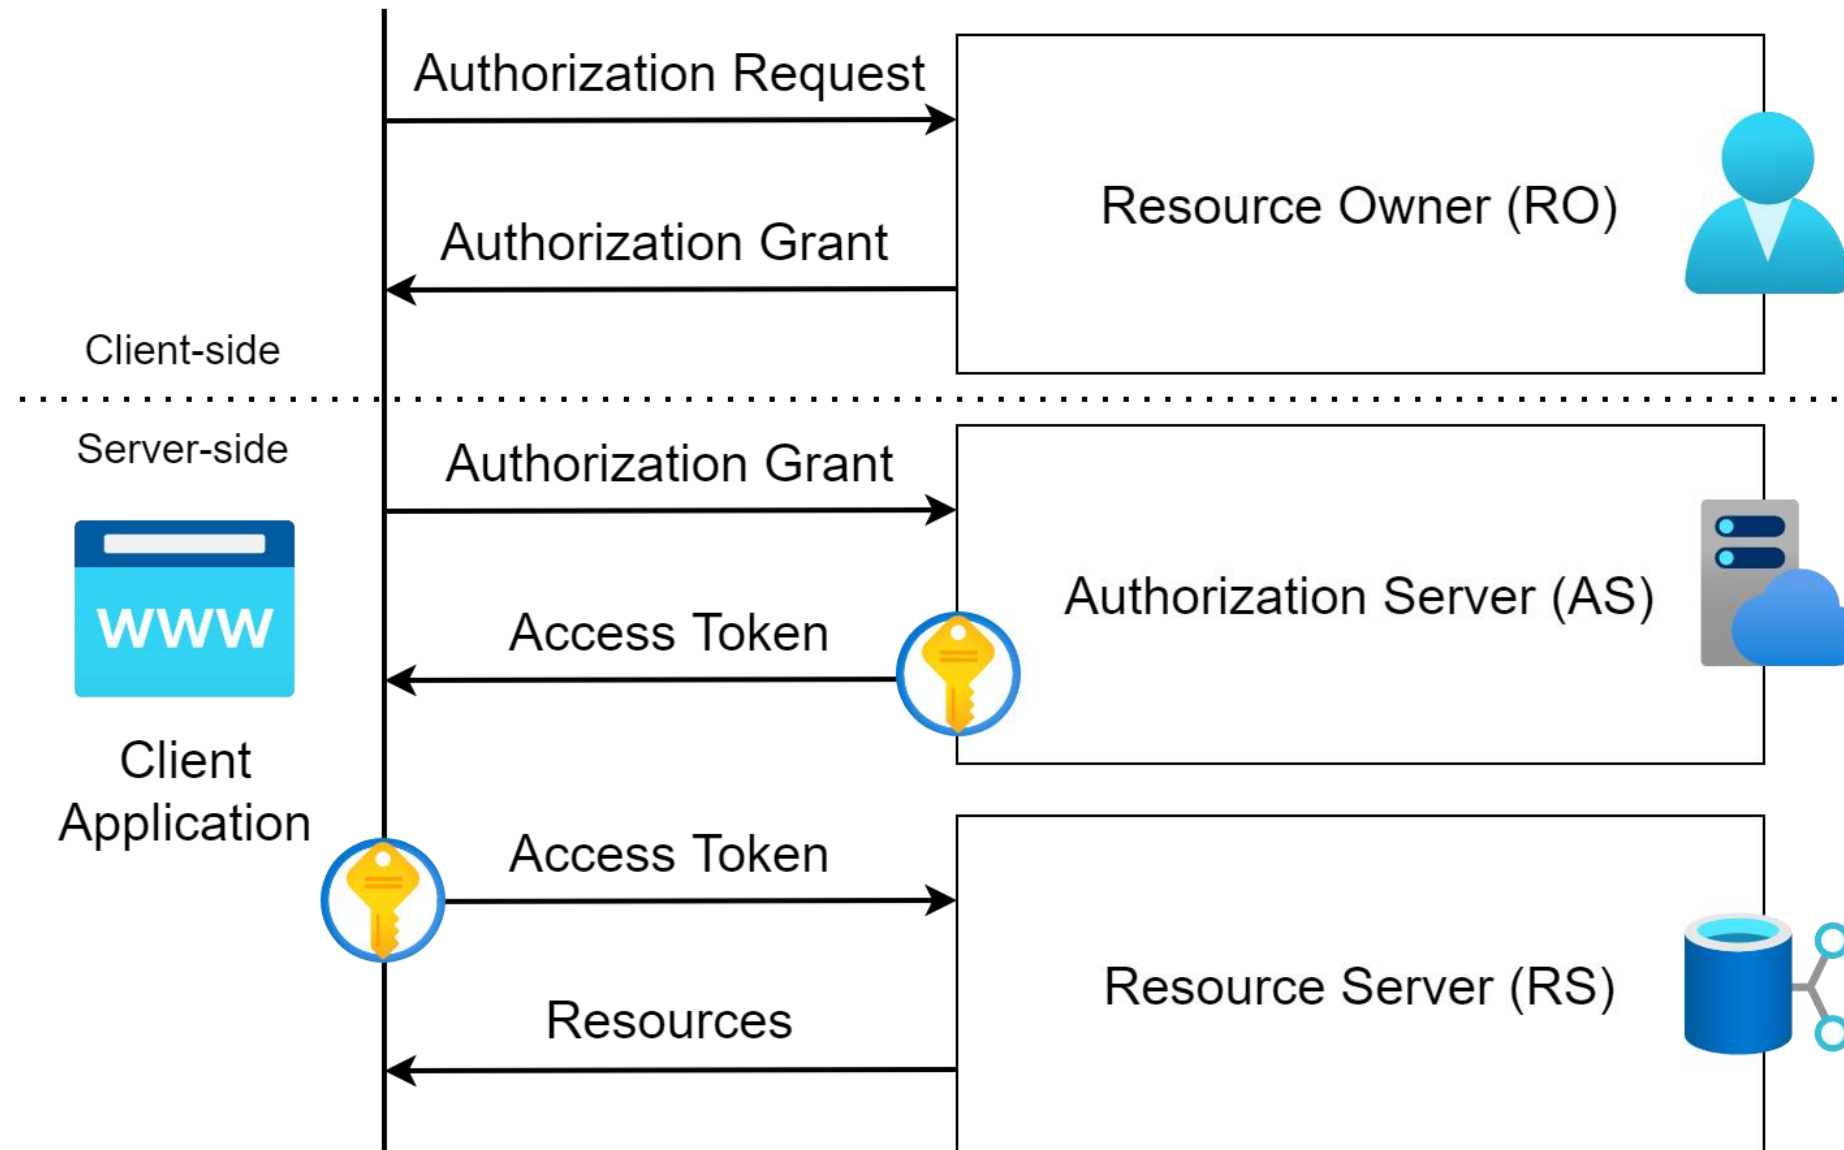 Authorization Request
Resource Owner (RO)
Authorization Grant
Client-side
Server-side
Authorization Grant
Authorization Server (AS)
www
Access Token
Client
Application
Access Token
Resource Server (RS)
Resources